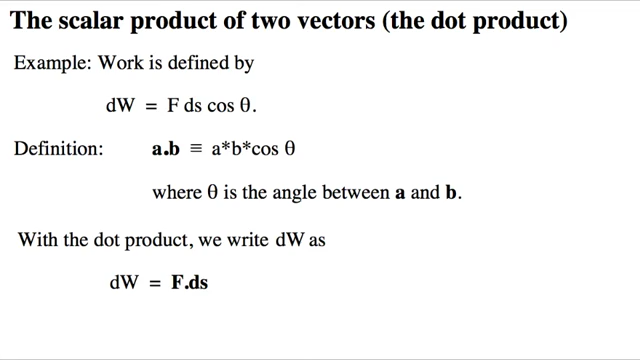 The scalar product of two vectors (the dot product)
Example: Work is defined by
dW = F ds cos θ.
Definition: a.b ≡ a*b*cos θ
where θ is the angle between a and b.
With the dot product, we write dW as
dW = F.ds